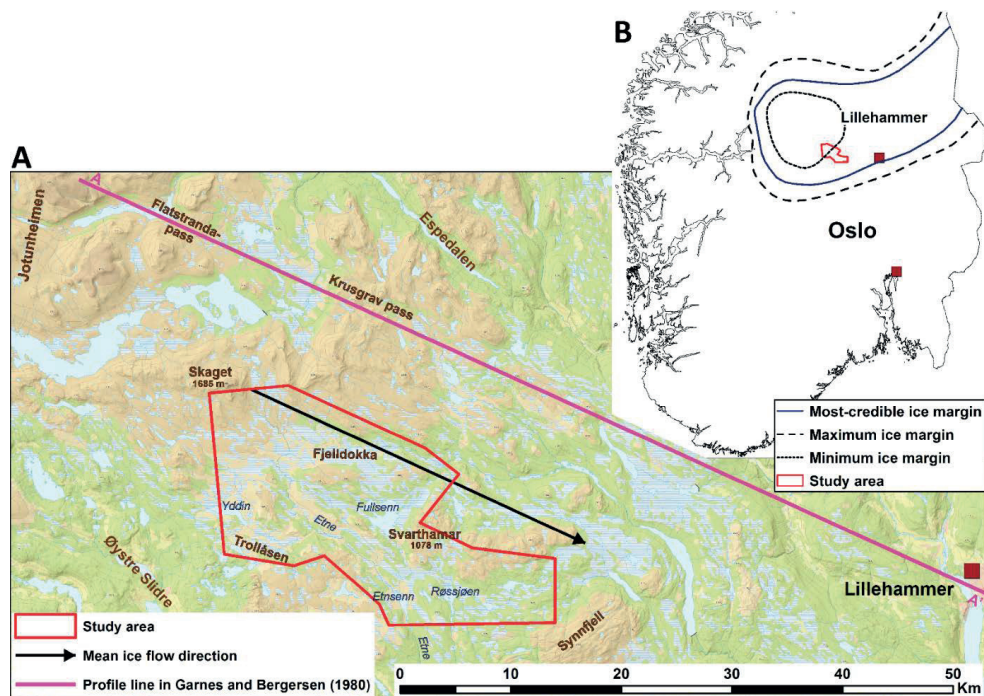 B
Lillehammer
Oslo
Most-credible ice margin
Maximum ice margin
Minimum ice margin
Study area
A
A
Flatstranda-
pass
Jotunheimen
Espedalen
Krusgrav pass
Skaget
1685 m
Fjelldokka
Yddin
Fullsenn
Etne
Svarthamar
1078 m
Trollåsen
Øystre Slidre
Etnsenn
Røssjøen
Lillehammer
A'
Synnfjell
Etne
Study area
Mean ice flow direction
Profile line in Garnes and Bergersen (1980)
0 10 20 30 40 50
Km